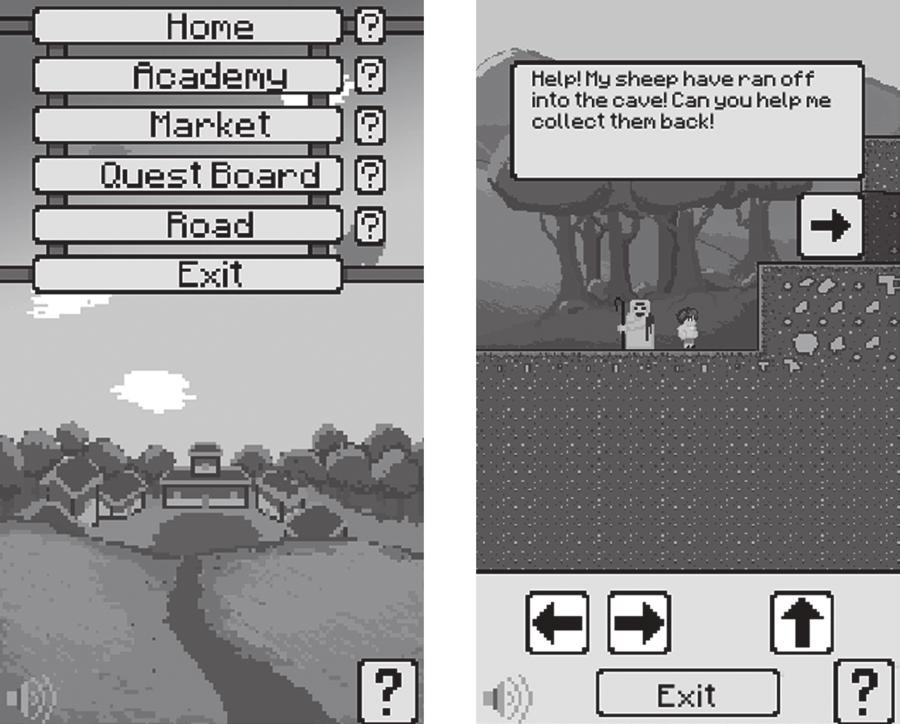 Home ?
Academy ?
Market ?
Quest Board ?
Road ?
Exit
?
Help! My sheep have ran off
into the cave! Can you help me
collect them back!
Exit
?